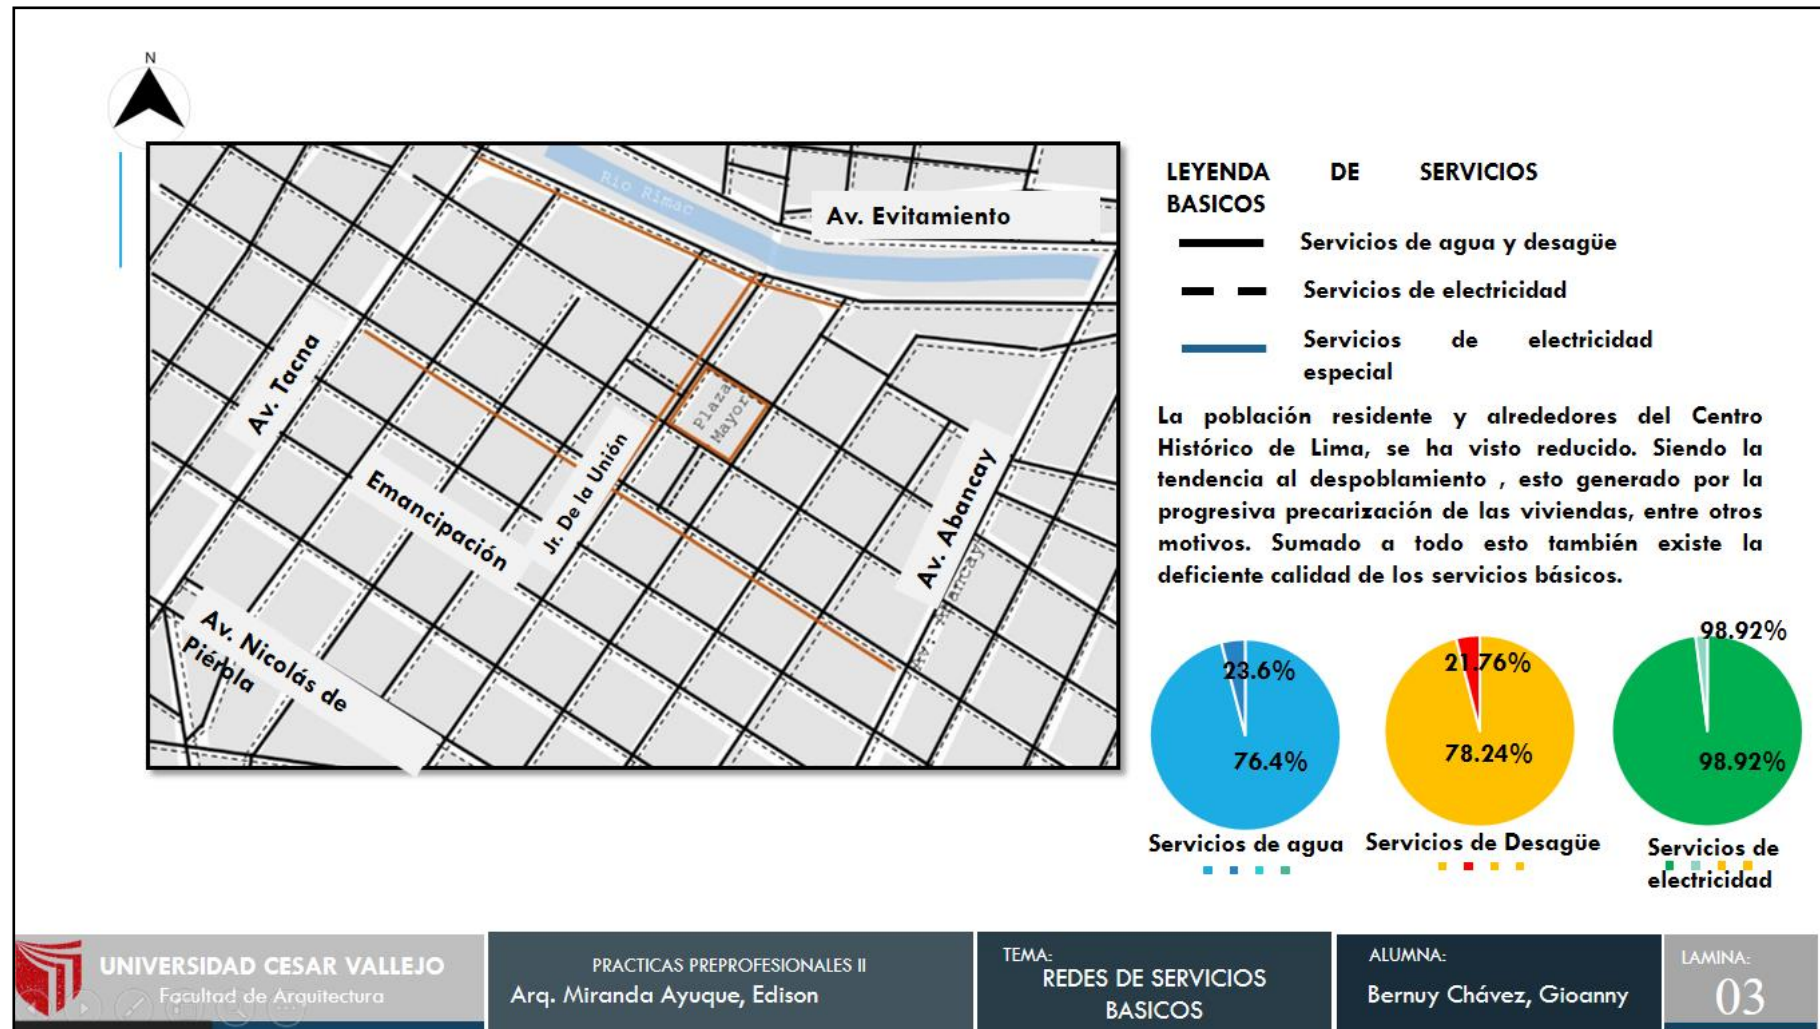 N
Rio Rimac
Av. Evitamiento
Av. Tacna
Plaza
Mayor
Jr. De la Unión
Emancipación
Av. Abancay
Av. Nicolás de
Piérola
LEYENDA DE SERVICIOS
BASICOS
Servicios de agua y desagüe
Servicios de electricidad
Servicios de electricidad
especial
La población residente y alrededores del Centro
Histórico de Lima, se ha visto reducido. Siendo la
tendencia al despoblamiento , esto generado por la
progresiva precarización de las viviendas, entre otros
motivos. Sumado a todo esto también existe la
deficiente calidad de los servicios básicos.
23.6%
76.4%
Servicios de agua
21.76%
78.24%
Servicios de Desagüe
98.92%
98.92%
Servicios de
electricidad
UNIVERSIDAD CESAR VALLEJO
Facultad de Arquitectura
PRACTICAS PREPROFESIONALES II
Arq. Miranda Ayuque, Edison
TEMA:
REDES DE SERVICIOS
BASICOS
ALUMNA:
Bernuy Chávez, Gioanny
LAMINA:
03